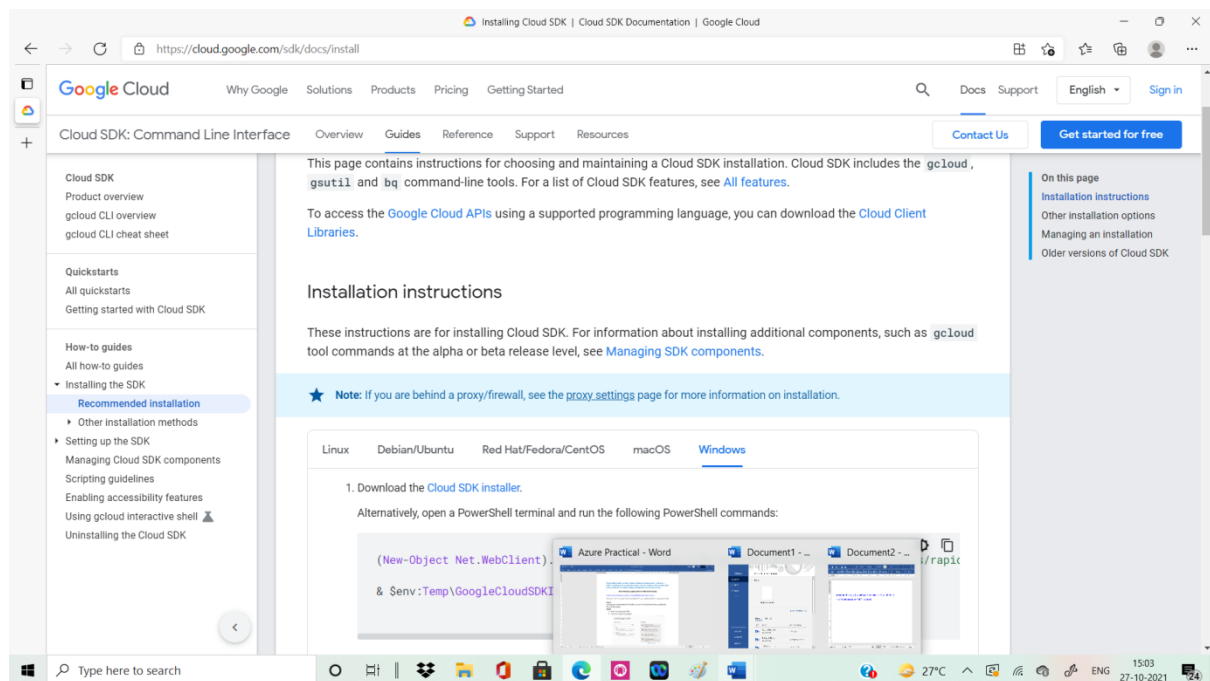 Installing Cloud SDK | Cloud SDK Documentation | Google Cloud
https://cloud.google.com/sdk/docs/install
Google Cloud Why Google Solutions Products Pricing Getting Started Docs Support English Sign in
Cloud SDK: Command Line Interface Overview Guides Reference Support Resources Contact Us Get started for free
Cloud SDK
Product overview
gcloud CLI overview
gcloud CLI cheat sheet
Quickstarts
All quickstarts
Getting started with Cloud SDK
How-to guides
All how-to guides
Installing the SDK
Recommended installation
Other installation methods
Setting up the SDK
Managing Cloud SDK components
Scripting guidelines
Enabling accessibility features
Using gcloud interactive shell
Uninstalling the Cloud SDK
This page contains instructions for choosing and maintaining a Cloud SDK installation. Cloud SDK includes the gcloud,
gsutil and bq command-line tools. For a list of Cloud SDK features, see All features.
To access the Google Cloud APIs using a supported programming language, you can download the Cloud Client
Libraries.
Installation instructions
These instructions are for installing Cloud SDK. For information about installing additional components, such as gcloud
tool commands at the alpha or beta release level, see Managing SDK components.
Note: If you are behind a proxy/firewall, see the proxy settings page for more information on installation.
Linux Debian/Ubuntu Red Hat/Fedora/CentOS macOS Windows
1. Download the Cloud SDK installer.
Alternatively, open a PowerShell terminal and run the following PowerShell commands:
(New-Object Net.WebClient). /rapid
& $env:Temp\GoogleCloudSDKI
On this page
Installation instructions
Other installation options
Managing an installation
Older versions of Cloud SDK
Azure Practical - Word Document1 - ... Document2 - ...
Type here to search 27°C ENG 15:03
27-10-2021 24